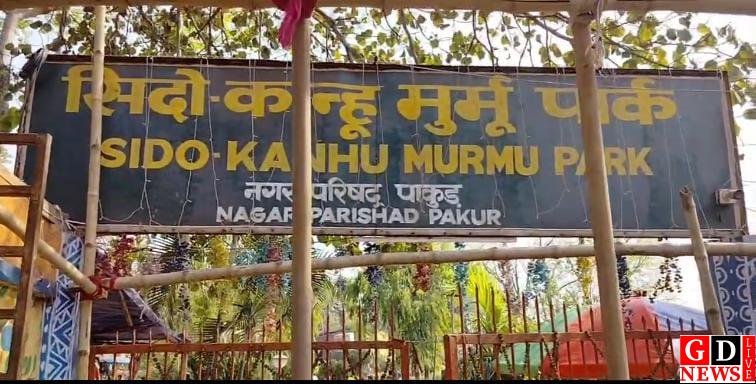 सिदो-कान्हू मुर्मू पार्क
SIDO-KANHU MURMU PARK
नगर परिषद् पाकुड़
NAGAR PARISHAD PAKUR
GD LIVE
NEWS